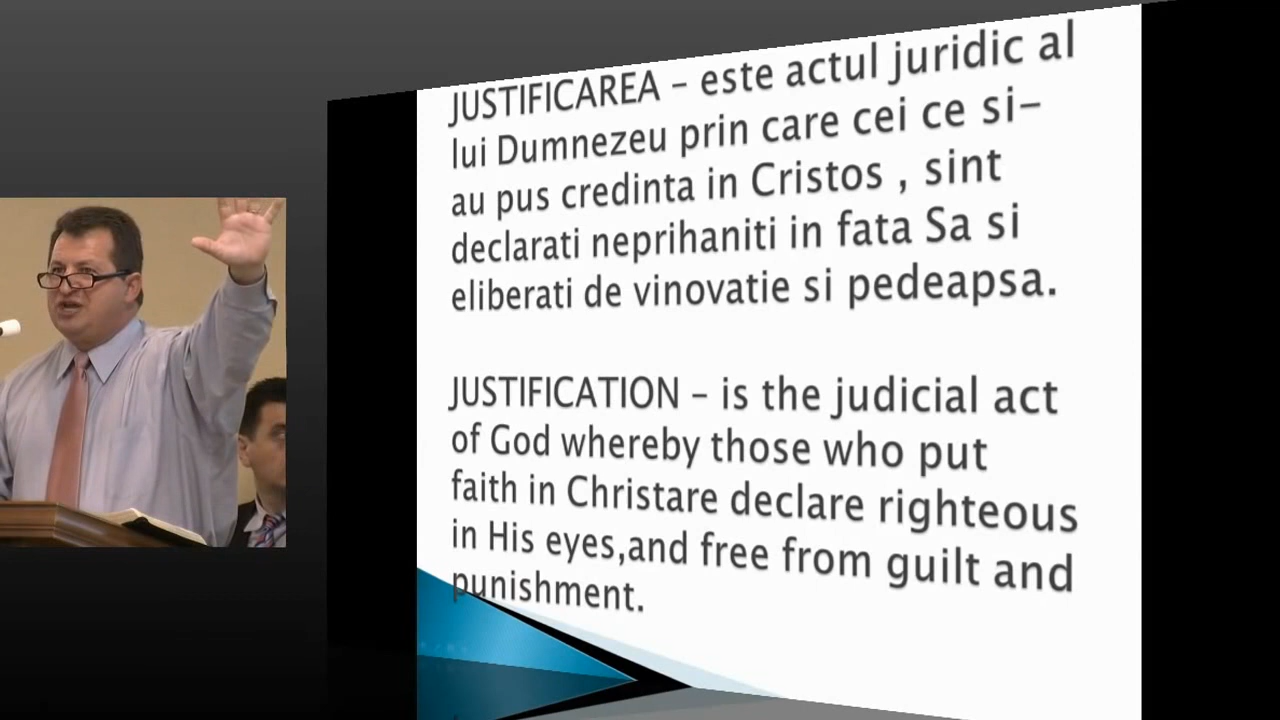 JUSTIFICAREA – este actul juridic al
lui Dumnezeu prin care cei ce si-
au pus credinta in Cristos , sint
declarati neprihaniti in fata Sa si
eliberati de vinovatie si pedeapsa.
JUSTIFICATION – is the judicial act
of God whereby those who put
faith in Christare declare righteous
in His eyes,and free from guilt and
punishment.